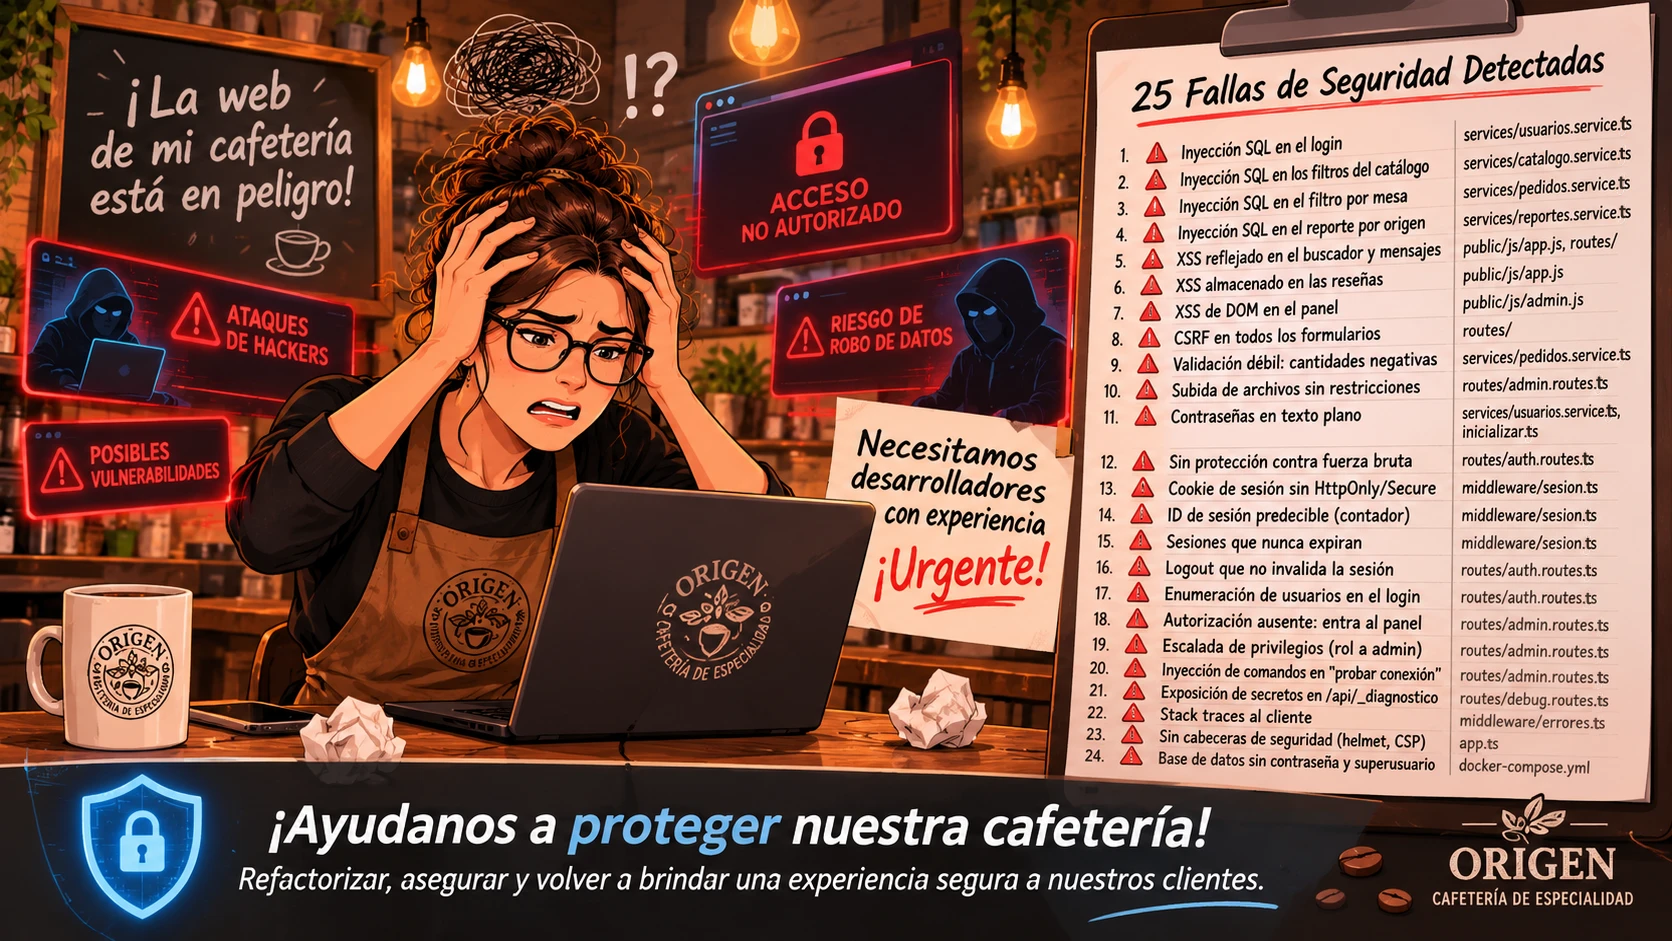 ¡La web
de mi cafetería
está en peligro!
!?
ACCESO
NO AUTORIZADO
ATAQUES
DE HACKERS
RIESGO DE
ROBO DE DATOS
POSIBLES
VULNERABILIDADES
Necesitamos
desarrolladores
con experiencia
¡Urgente!
ORIGEN
ORIGEN
ORIGEN
CAFETERÍA DE ESPECIALIDAD
25 Fallas de Seguridad Detectadas
1. Inyección SQL en el login services/usuarios.service.ts
2. Inyección SQL en los filtros del catálogo services/catalogo.service.ts
3. Inyección SQL en el filtro por mesa services/pedidos.service.ts
4. Inyección SQL en el reporte por origen services/reportes.service.ts
5. XSS reflejado en el buscador y mensajes public/js/app.js, routes/
6. XSS almacenado en las reseñas public/js/app.js
7. XSS de DOM en el panel public/js/admin.js
8. CSRF en todos los formularios routes/
9. Validación débil: cantidades negativas services/pedidos.service.ts
10. Subida de archivos sin restricciones routes/admin.routes.ts
11. Contraseñas en texto plano services/usuarios.service.ts,
inicializar.ts
12. Sin protección contra fuerza bruta routes/auth.routes.ts
13. Cookie de sesión sin HttpOnly/Secure middleware/sesion.ts
14. ID de sesión predecible (contador) middleware/sesion.ts
15. Sesiones que nunca expiran middleware/sesion.ts
16. Logout que no invalida la sesión routes/auth.routes.ts
17. Enumeración de usuarios en el login routes/auth.routes.ts
18. Autorización ausente: entra al panel routes/admin.routes.ts
19. Escalada de privilegios (rol a admin) routes/admin.routes.ts
20. Inyección de comandos en "probar conexión" routes/admin.routes.ts
21. Exposición de secretos en /api/_diagnostico routes/debug.routes.ts
22. Stack traces al cliente middleware/errores.ts
23. Sin cabeceras de seguridad (helmet, CSP) app.ts
24. Base de datos sin contraseña y superusuario docker-compose.yml
¡Ayudanos a proteger nuestra cafetería!
Refactorizar, asegurar y volver a brindar una experiencia segura a nuestros clientes.
ORIGEN
CAFETERÍA DE ESPECIALIDAD